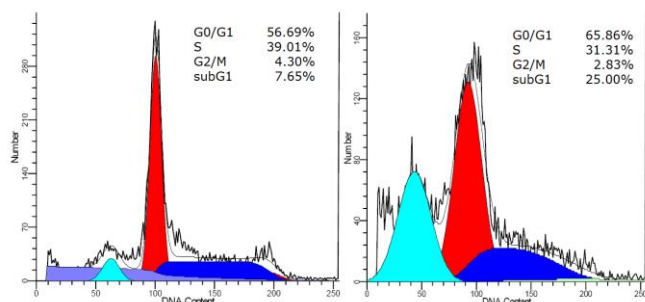 G0/G1 56.69%
S 39.01%
G2/M 4.30%
subG1 7.65%
Number
280
210
140
70
0
0 50 100 150 200 250
DNA Content
G0/G1 65.86%
S 31.31%
G2/M 2.83%
subG1 25.00%
Number
160
120
80
40
0
0 50 100 150 200 250
DNA Content